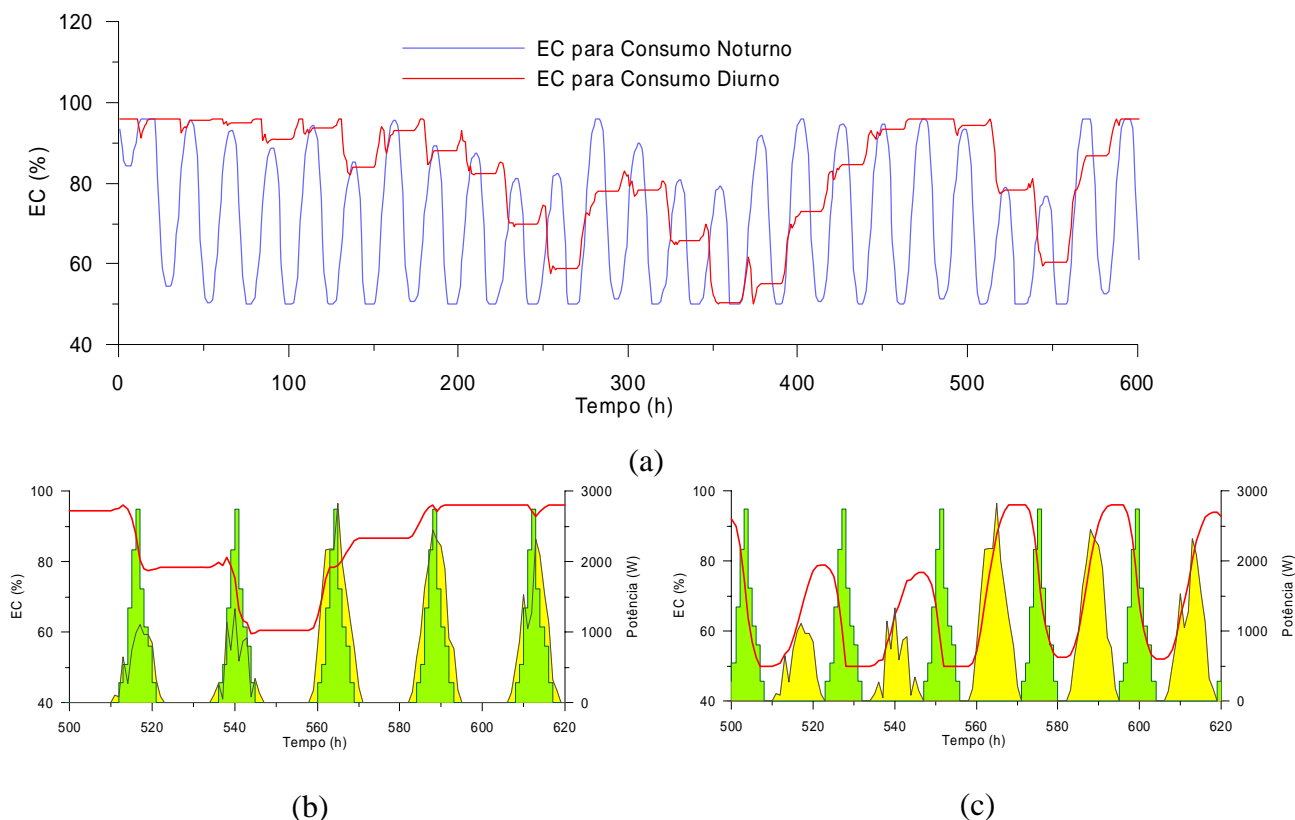 120
100
80
60
40
EC (%)
EC para Consumo Noturno
EC para Consumo Diurno
0 100 200 300 400 500 600
Tempo (h)
(a)
100
80
60
40
EC (%)
3000
2000
1000
0
Potência (W)
500 520 540 560 580 600 620
Tempo (h)
(b)
100
80
60
40
EC (%)
3000
2000
1000
0
Potência (W)
500 520 540 560 580 600 620
Tempo (h)
(c)